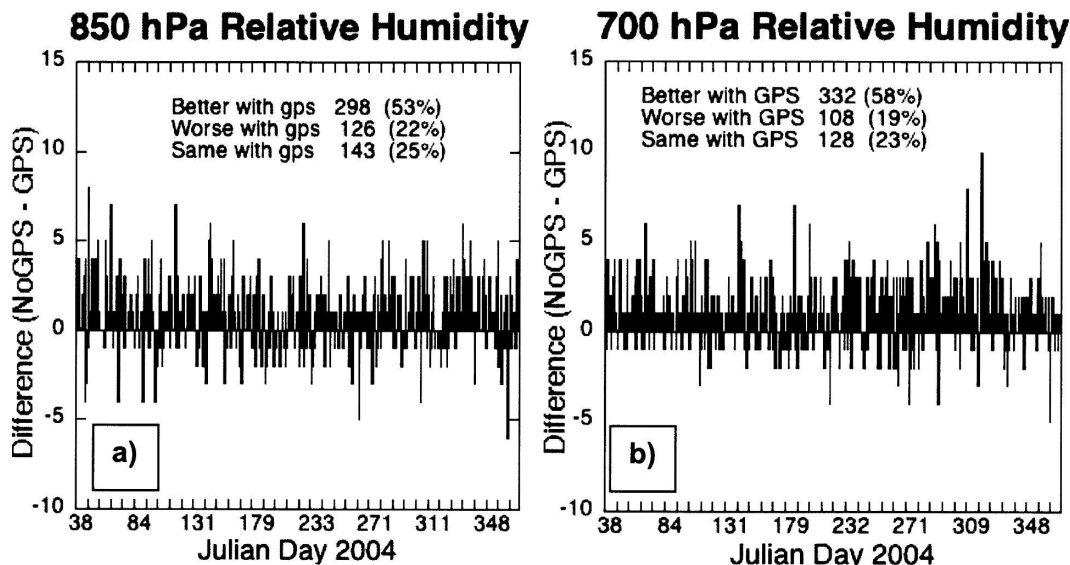 850 hPa Relative Humidity
15
10
5
0
-5
-10
Difference (NoGPS - GPS)
Better with gps 298 (53%)
Worse with gps 126 (22%)
Same with gps 143 (25%)
a)
38 84 131 179 233 271 311 348
Julian Day 2004
700 hPa Relative Humidity
15
10
5
0
-5
-10
Difference (NoGPS - GPS)
Better with GPS 332 (58%)
Worse with GPS 108 (19%)
Same with GPS 128 (23%)
b)
38 84 131 179 232 271 309 348
Julian Day 2004